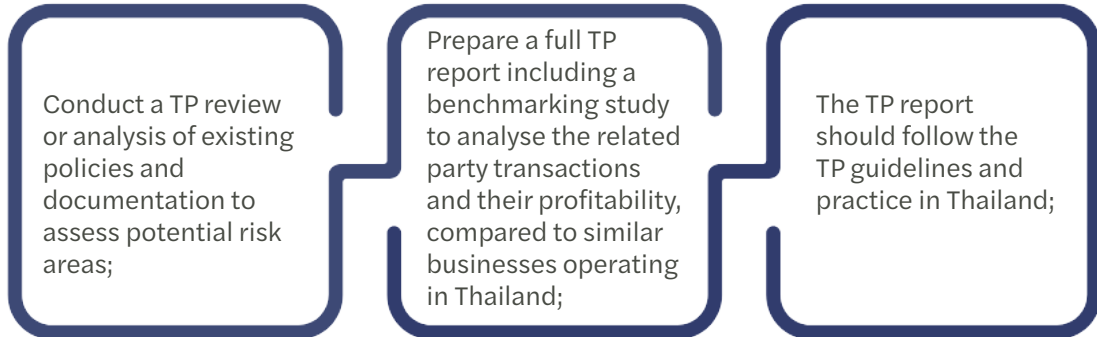 Conduct a TP review
or analysis of existing
policies and
documentation to
assess potential risk
areas;
Prepare a full TP
report including a
benchmarking study
to analyse the related
party transactions
and their profitability,
compared to similar
businesses operating
in Thailand;
The TP report
should follow the
TP guidelines and
practice in Thailand;